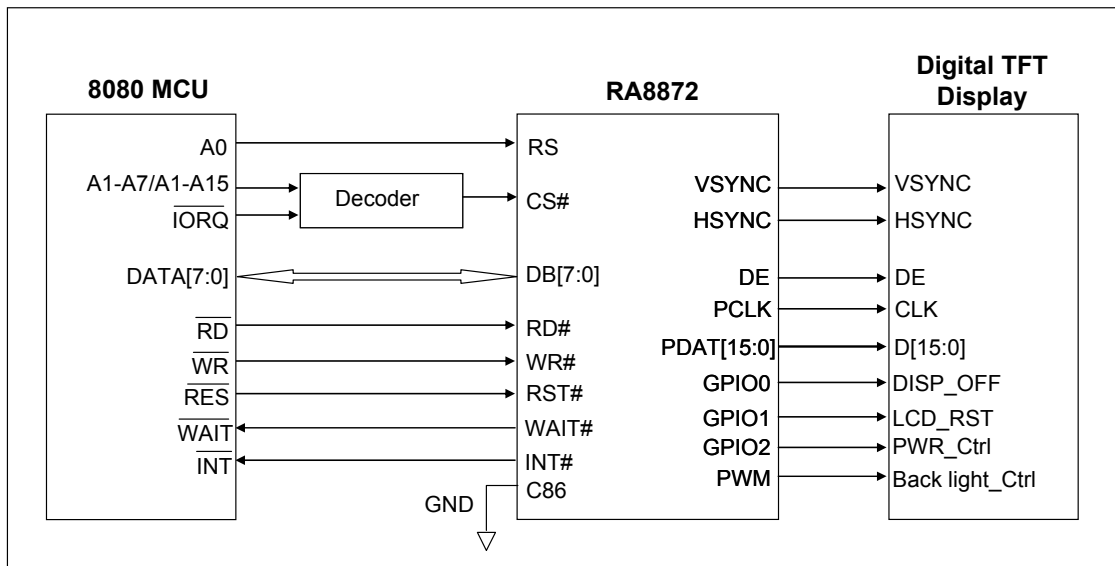 8080 MCU
A0
A1-A7/A1-A15
IORQ
DATA[7:0]
RD
WR
RES
WAIT
INT
Decoder
GND
RA8872
RS
CS#
DB[7:0]
RD#
WR#
RST#
WAIT#
INT#
C86
VSYNC
HSYNC
DE
PCLK
PDAT[15:0]
GPIO0
GPIO1
GPIO2
PWM
Digital TFT
Display
VSYNC
HSYNC
DE
CLK
D[15:0]
DISP_OFF
LCD_RST
PWR_Ctrl
Back light_Ctrl